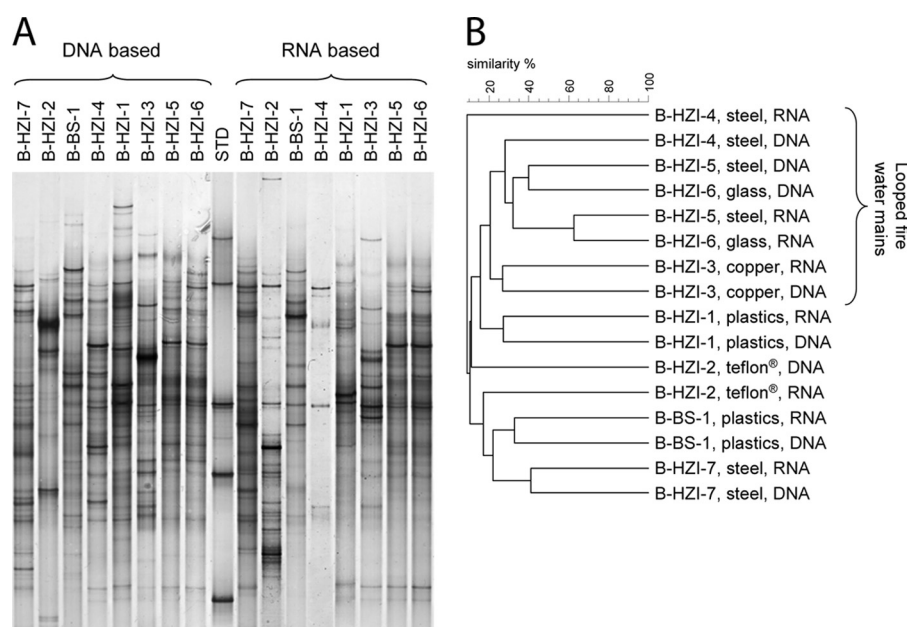 A
DNA based
RNA based
B-HZI-7
B-HZI-2
B-BS-1
B-HZI-4
B-HZI-1
B-HZI-3
B-HZI-5
B-HZI-6
STD
B-HZI-7
B-HZI-2
B-BS-1
B-HZI-4
B-HZI-1
B-HZI-3
B-HZI-5
B-HZI-6
B
similarity %
20
40
60
80
100
B-HZI-4, steel, RNA
B-HZI-4, steel, DNA
B-HZI-5, steel, DNA
B-HZI-6, glass, DNA
B-HZI-5, steel, RNA
B-HZI-6, glass, RNA
B-HZI-3, copper, RNA
B-HZI-3, copper, DNA
B-HZI-1, plastics, RNA
B-HZI-1, plastics, DNA
B-HZI-2, teflon®, DNA
B-HZI-2, teflon®, RNA
B-BS-1, plastics, RNA
B-BS-1, plastics, DNA
B-HZI-7, steel, RNA
B-HZI-7, steel, DNA
Looped fire
water mains